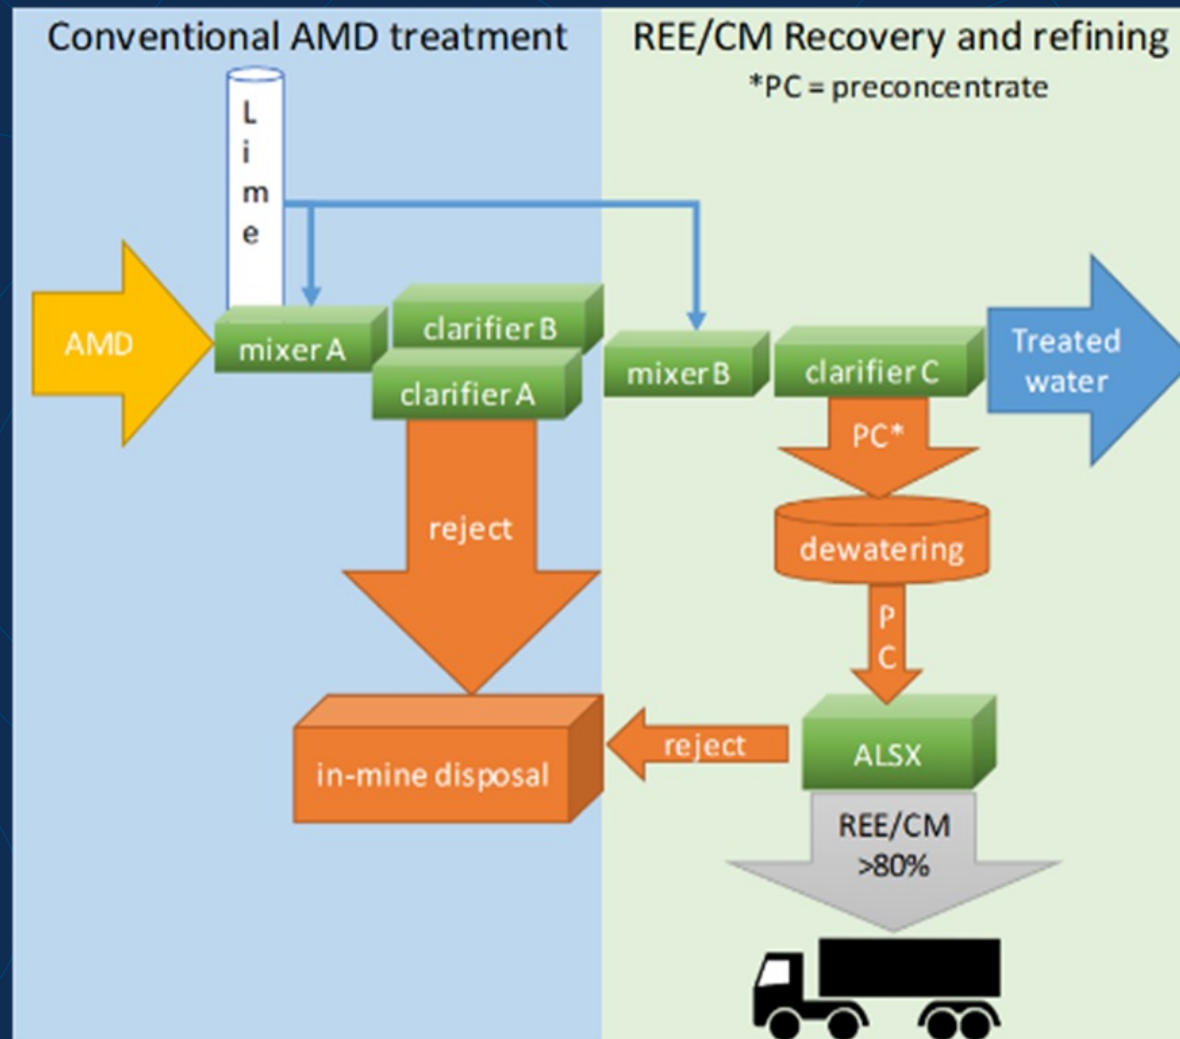 Conventional AMD treatment
REE/CM Recovery and refining
*PC = preconcentrate
L
i
m
e
AMD
mixer A
clarifier B
clarifier A
mixer B
clarifier C
Treated
water
PC*
reject
dewatering
P
C
in-mine disposal
reject
ALSX
REE/CM
>80%